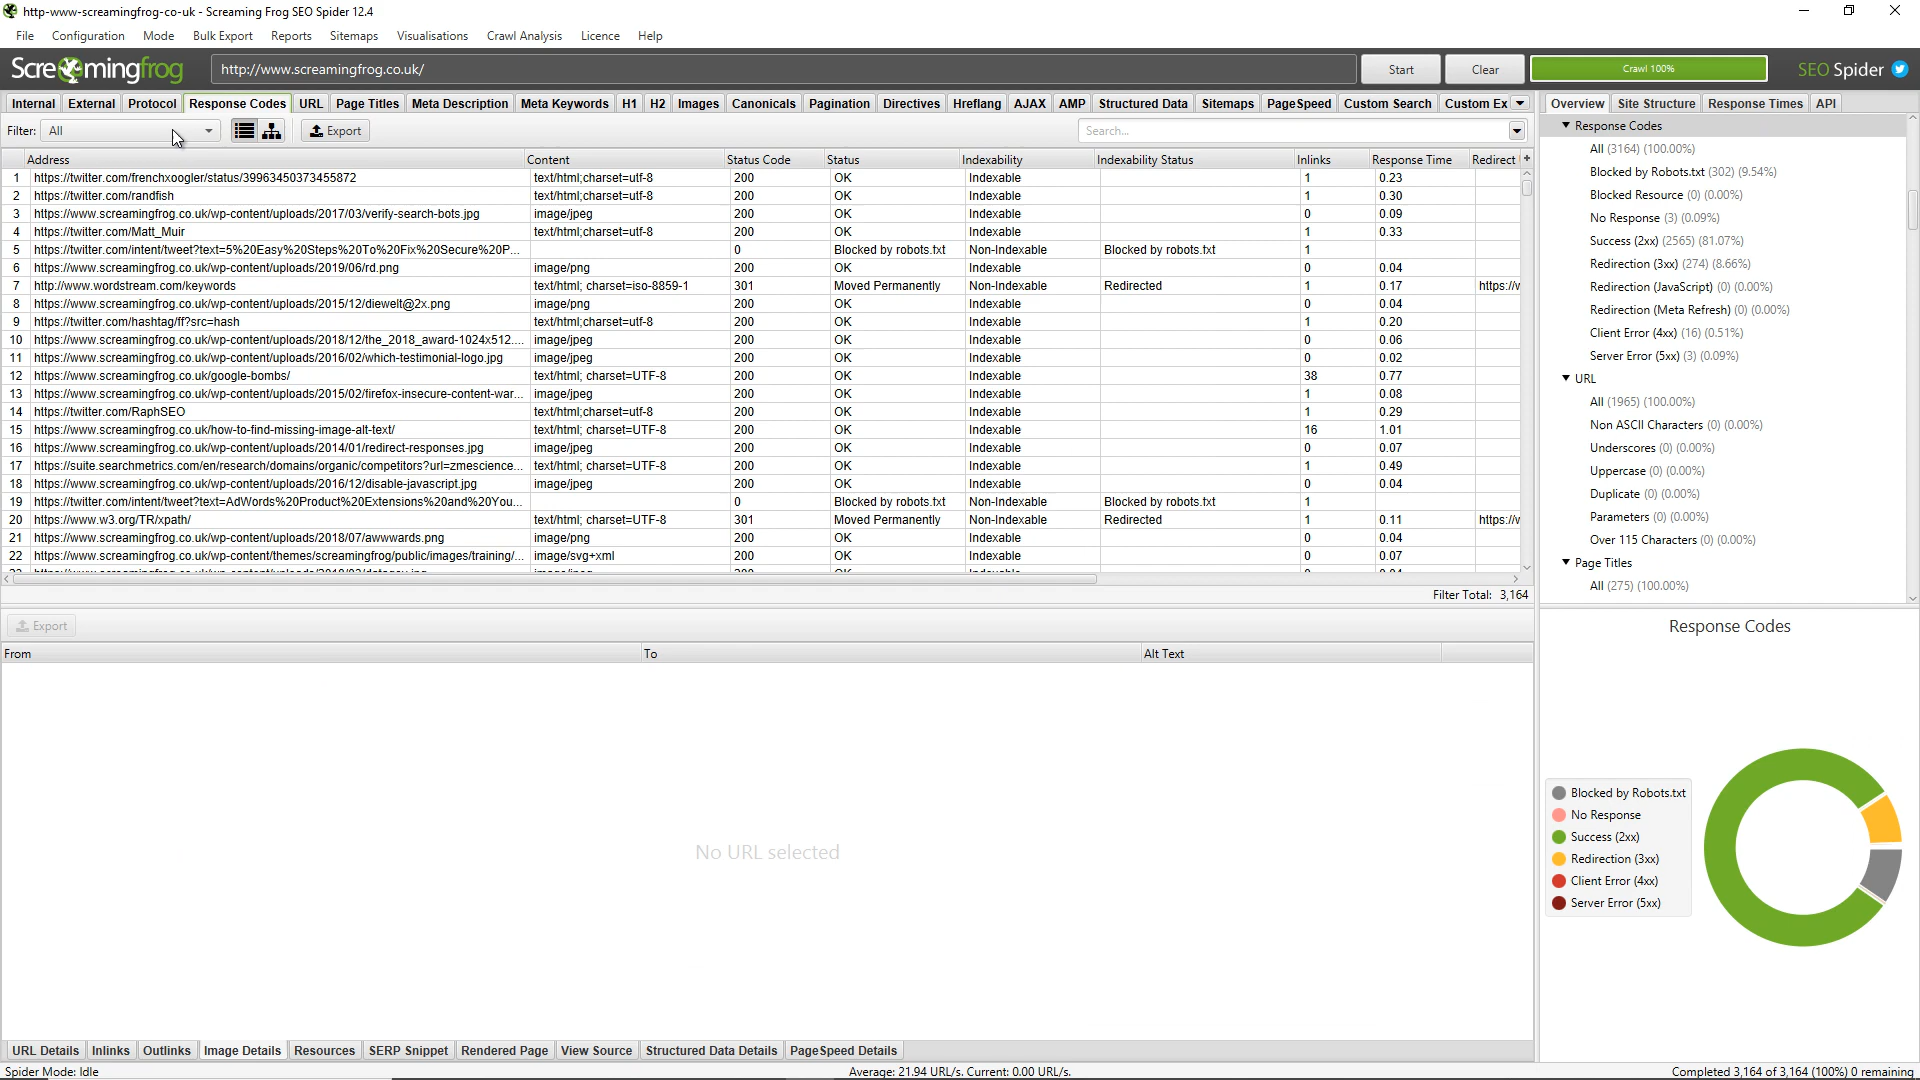 http-www-screamingfrog-co-uk - Screaming Frog SEO Spider 12.4
File Configuration Mode Bulk Export Reports Sitemaps Visualisations Crawl Analysis Licence Help
Screamingfrog http://www.screamingfrog.co.uk/ Start Clear Crawl 100% SEO Spider
Internal External Protocol Response Codes URL Page Titles Meta Description Meta Keywords H1 H2 Images Canonicals Pagination Directives Hreflang AJAX AMP Structured Data Sitemaps PageSpeed Custom Search Custom Ex
Filter: All Export Search...
Address Content Status Code Status Indexability Indexability Status Inlinks Response Time Redirect
1 https://twitter.com/frenchxoogler/status/39963450373455872 text/html;charset=utf-8 200 OK Indexable 1 0.23
2 https://twitter.com/randfish text/html;charset=utf-8 200 OK Indexable 1 0.30
3 https://www.screamingfrog.co.uk/wp-content/uploads/2017/03/verify-search-bots.jpg image/jpeg 200 OK Indexable 0 0.09
4 https://twitter.com/Matt_Muir text/html;charset=utf-8 200 OK Indexable 1 0.33
5 https://twitter.com/intent/tweet?text=5%20Easy%20Steps%20To%20Fix%20Secure%20P... 0 Blocked by robots.txt Non-Indexable Blocked by robots.txt 1
6 https://www.screamingfrog.co.uk/wp-content/uploads/2019/06/rd.png image/png 200 OK Indexable 0 0.04
7 http://www.wordstream.com/keywords text/html; charset=iso-8859-1 301 Moved Permanently Non-Indexable Redirected 1 0.17 https://w
8 https://www.screamingfrog.co.uk/wp-content/uploads/2015/12/diewelt@2x.png image/png 200 OK Indexable 0 0.04
9 https://twitter.com/hashtag/ff?src=hash text/html;charset=utf-8 200 OK Indexable 1 0.20
10 https://www.screamingfrog.co.uk/wp-content/uploads/2018/12/the_2018_award-1024x512.... image/jpeg 200 OK Indexable 0 0.06
11 https://www.screamingfrog.co.uk/wp-content/uploads/2016/02/which-testimonial-logo.jpg image/jpeg 200 OK Indexable 0 0.02
12 https://www.screamingfrog.co.uk/google-bombs/ text/html; charset=UTF-8 200 OK Indexable 38 0.77
13 https://www.screamingfrog.co.uk/wp-content/uploads/2015/02/firefox-insecure-content-war... image/jpeg 200 OK Indexable 1 0.08
14 https://twitter.com/RaphSEO text/html;charset=utf-8 200 OK Indexable 1 0.29
15 https://www.screamingfrog.co.uk/how-to-find-missing-image-alt-text/ text/html; charset=UTF-8 200 OK Indexable 16 1.01
16 https://www.screamingfrog.co.uk/wp-content/uploads/2014/01/redirect-responses.jpg image/jpeg 200 OK Indexable 0 0.07
17 https://suite.searchmetrics.com/en/research/domains/organic/competitors?url=zmescience... text/html; charset=UTF-8 200 OK Indexable 1 0.49
18 https://www.screamingfrog.co.uk/wp-content/uploads/2016/12/disable-javascript.jpg image/jpeg 200 OK Indexable 0 0.04
19 https://twitter.com/intent/tweet?text=AdWords%20Product%20Extensions%20and%20You... 0 Blocked by robots.txt Non-Indexable Blocked by robots.txt 1
20 https://www.w3.org/TR/xpath/ text/html; charset=UTF-8 301 Moved Permanently Non-Indexable Redirected 1 0.11 https://w
21 https://www.screamingfrog.co.uk/wp-content/uploads/2018/07/awwwards.png image/png 200 OK Indexable 0 0.04
22 https://www.screamingfrog.co.uk/wp-content/themes/screamingfrog/public/images/training/... image/svg+xml 200 OK Indexable 0 0.07
Filter Total: 3,164
Export
From To Alt Text
No URL selected
URL Details Inlinks Outlinks Image Details Resources SERP Snippet Rendered Page View Source Structured Data Details PageSpeed Details
Overview Site Structure Response Times API
Response Codes
All (3164) (100.00%)
Blocked by Robots.txt (302) (9.54%)
Blocked Resource (0) (0.00%)
No Response (3) (0.09%)
Success (2xx) (2565) (81.07%)
Redirection (3xx) (274) (8.66%)
Redirection (JavaScript) (0) (0.00%)
Redirection (Meta Refresh) (0) (0.00%)
Client Error (4xx) (16) (0.51%)
Server Error (5xx) (3) (0.09%)
URL
All (1965) (100.00%)
Non ASCII Characters (0) (0.00%)
Underscores (0) (0.00%)
Uppercase (0) (0.00%)
Duplicate (0) (0.00%)
Parameters (0) (0.00%)
Over 115 Characters (0) (0.00%)
Page Titles
All (275) (100.00%)
Response Codes
Blocked by Robots.txt
No Response
Success (2xx)
Redirection (3xx)
Client Error (4xx)
Server Error (5xx)
Spider Mode: Idle Average: 21.94 URL/s. Current: 0.00 URL/s. Completed 3,164 of 3,164 (100%) 0 remaining